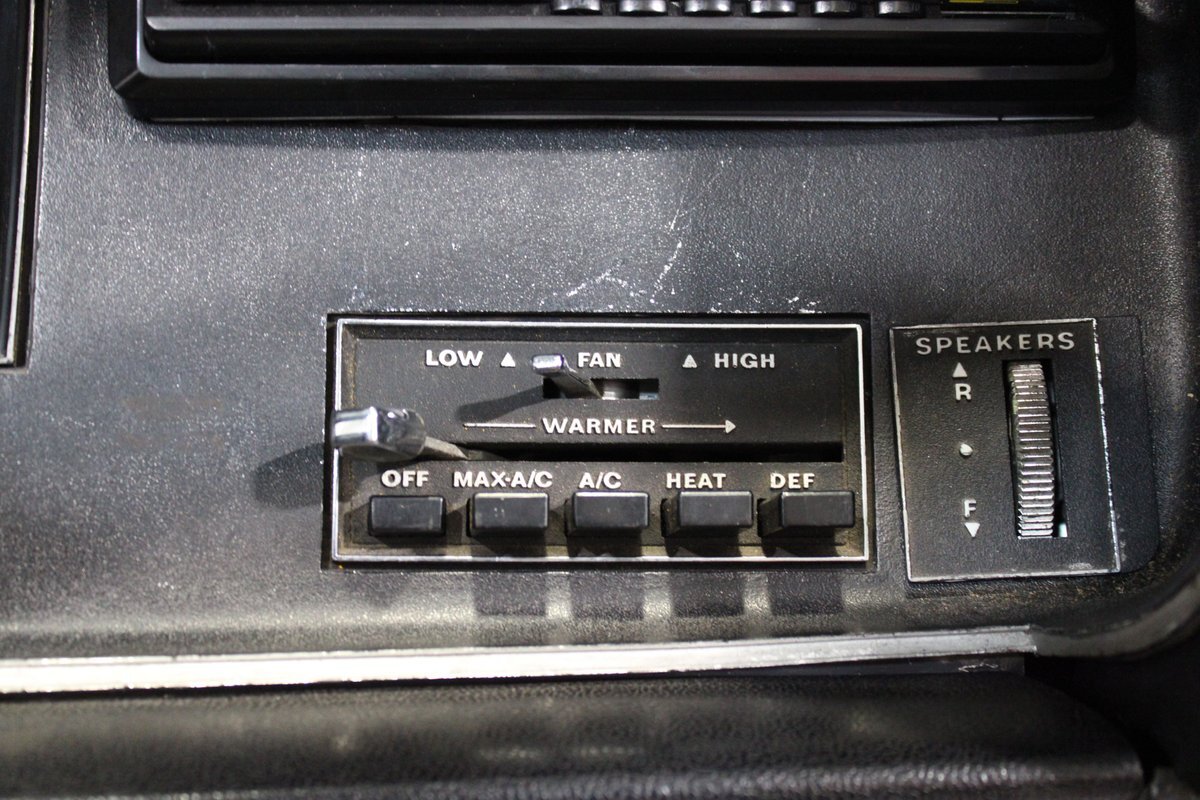 LOW ▲ FAN ▲ HIGH
WARMER
OFF MAX-A/C A/C HEAT DEF
SPEAKERS
R
F